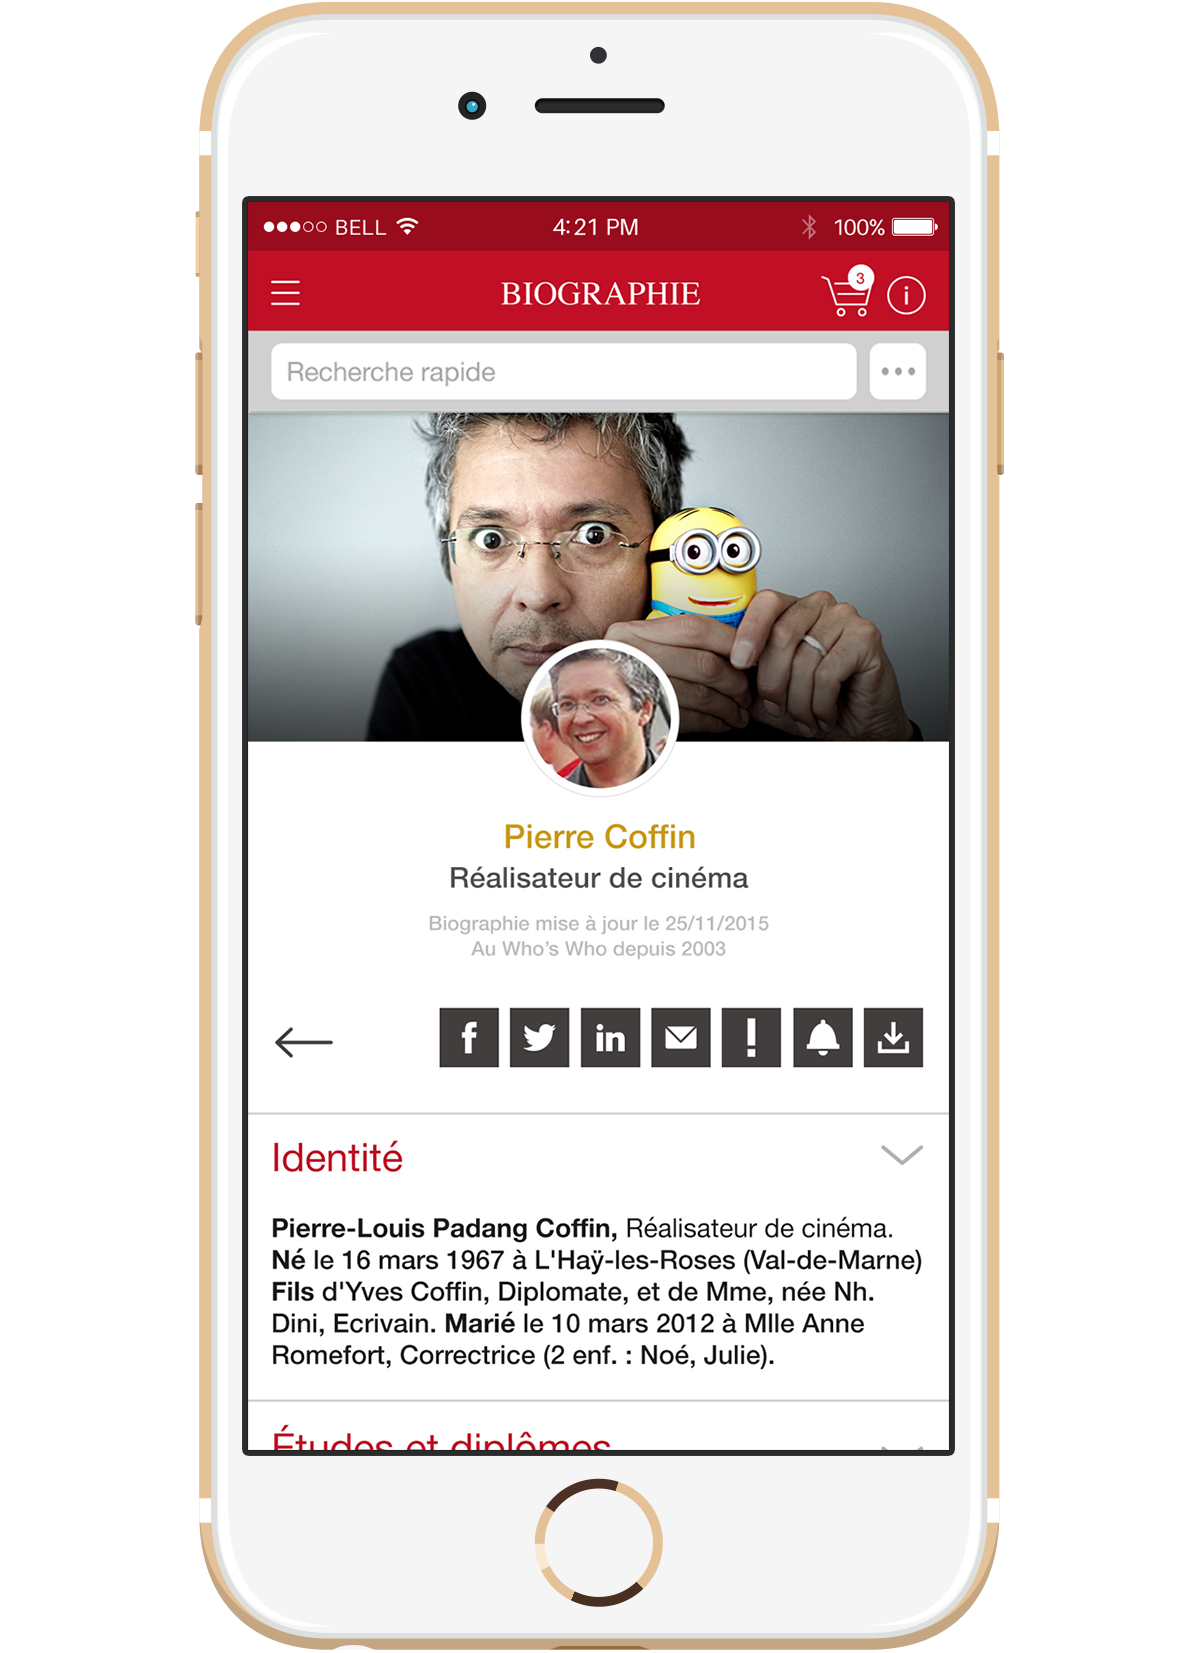 BELL 4:21 PM 100%
BIOGRAPHIE 3
Recherche rapide
Pierre Coffin
Réalisateur de cinéma
Biographie mise à jour le 25/11/2015
Au Who's Who depuis 2003
Identité
Pierre-Louis Padang Coffin, Réalisateur de cinéma.
Né le 16 mars 1967 à L'Haÿ-les-Roses (Val-de-Marne)
Fils d'Yves Coffin, Diplomate, et de Mme, née Nh.
Dini, Ecrivain. Marié le 10 mars 2012 à Mlle Anne
Romefort, Correctrice (2 enf. : Noé, Julie).
Études et diplômes